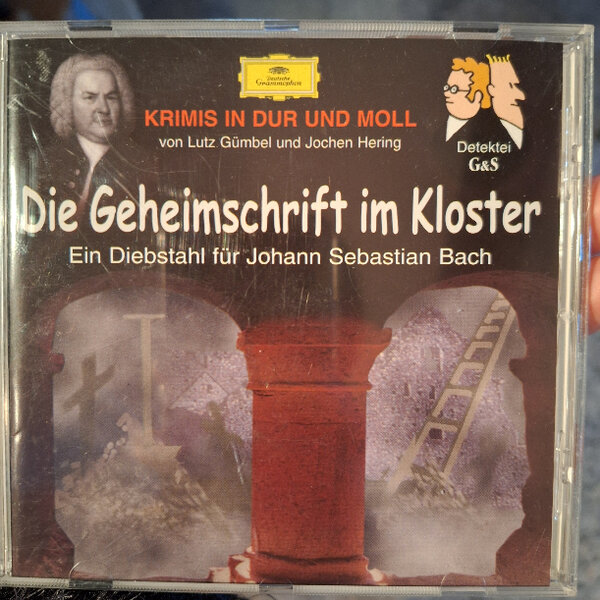 Deutsche
Grammophon
KRIMIS IN DUR UND MOLL
von Lutz Gümbel und Jochen Hering
Detektei
G&S
Die Geheimschrift im Kloster
Ein Diebstahl für Johann Sebastian Bach